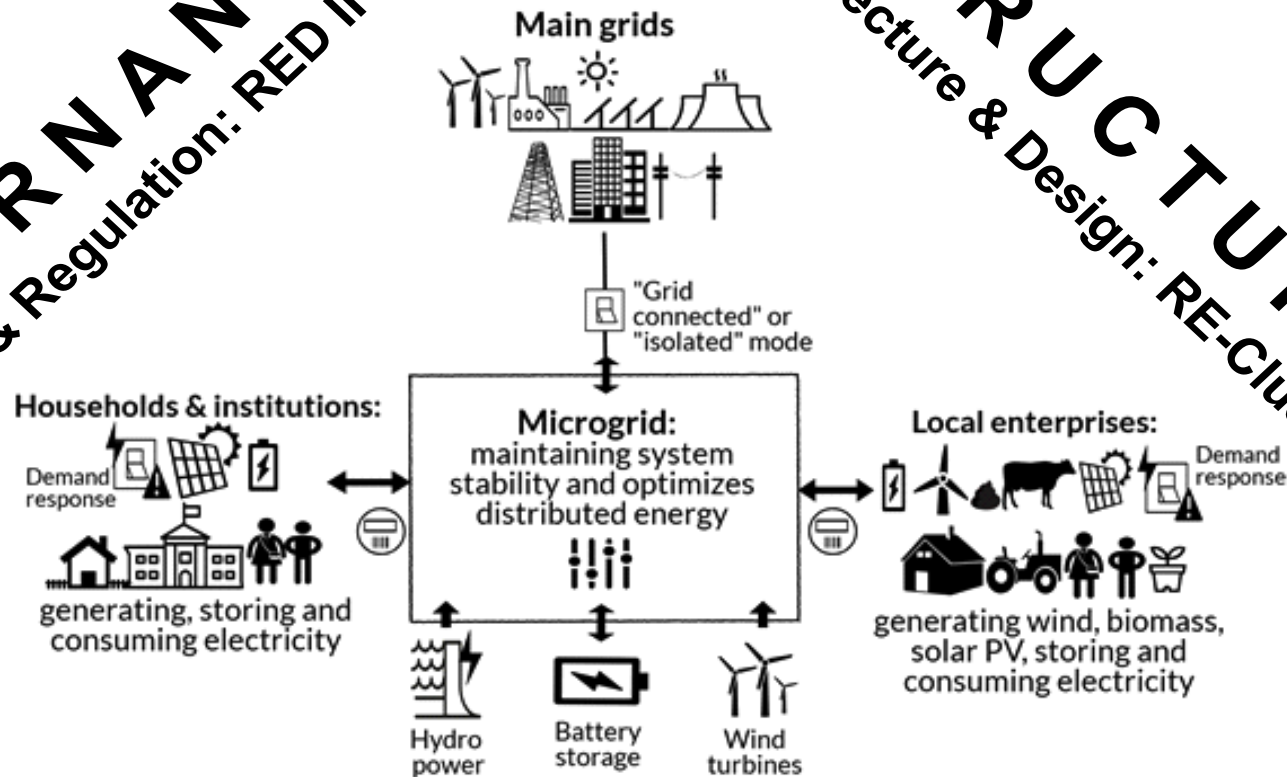 RNAN
& Regulation: RED
RUCTU
ecture & Design: RE-Clu
Main grids
"Grid
connected" or
"isolated" mode
Households & institutions:
Demand
response
generating, storing and
consuming electricity
Microgrid:
maintaining system
stability and optimizes
distributed energy
Local enterprises:
Demand
response
generating wind, biomass,
solar PV, storing and
consuming electricity
Hydro
power
Battery
storage
Wind
turbines